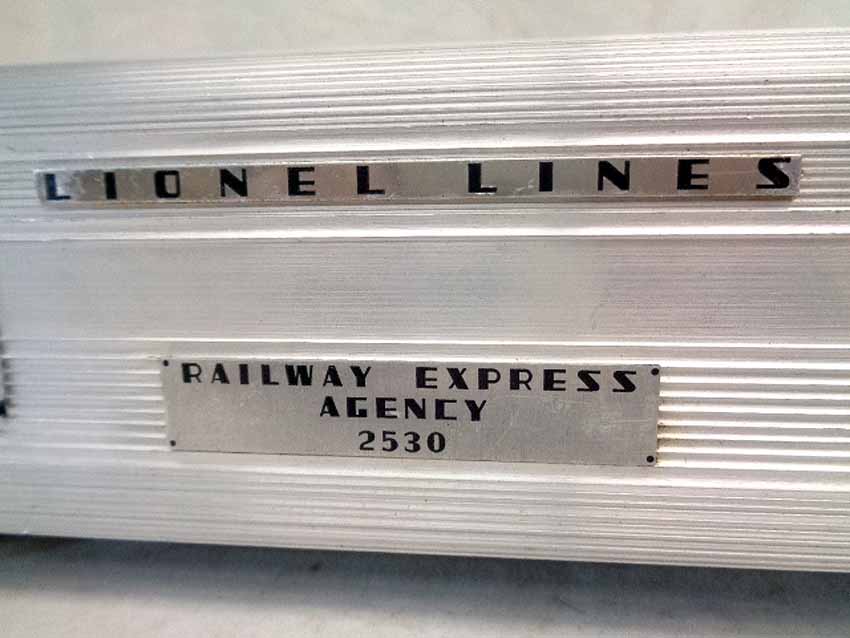 LIONEL LINES
RAILWAY EXPRESS
AGENCY
2530